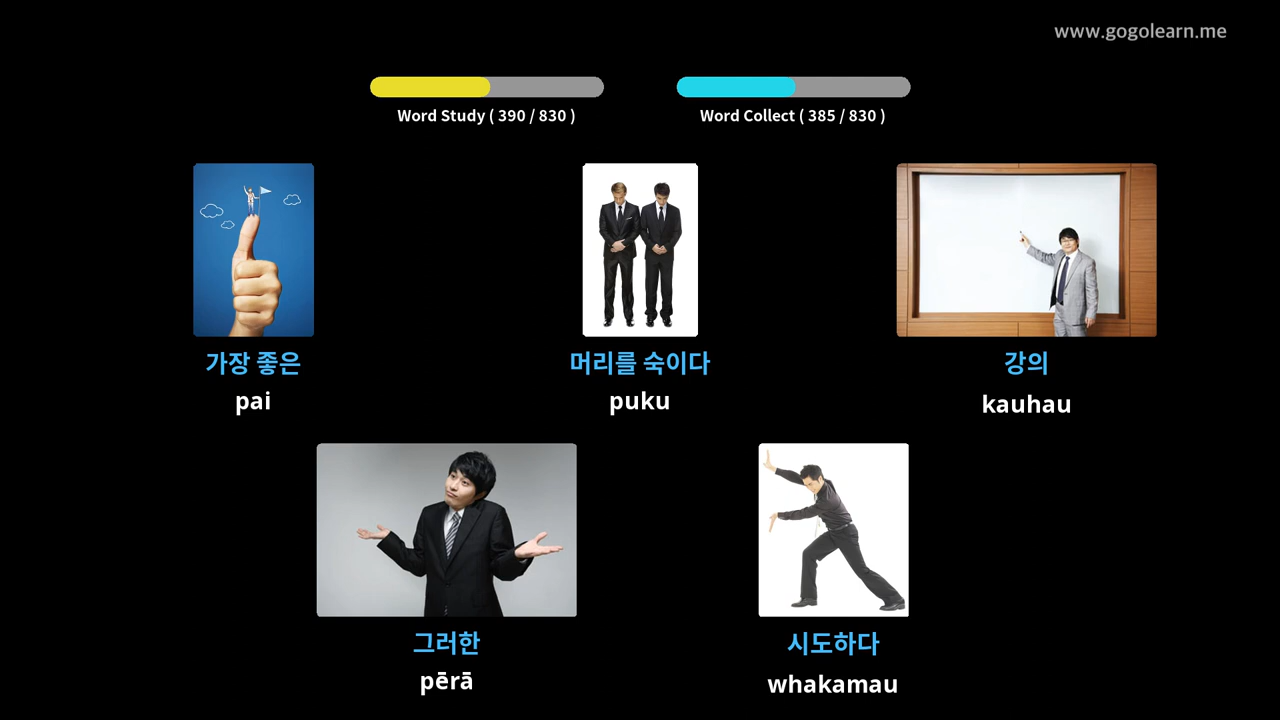 www.gogolearn.me
Word Study ( 390 / 830 )
Word Collect ( 385 / 830 )
가장 좋은
pai
머리를 숙이다
puku
강의
kauhau
그러한
pērā
시도하다
whakamau